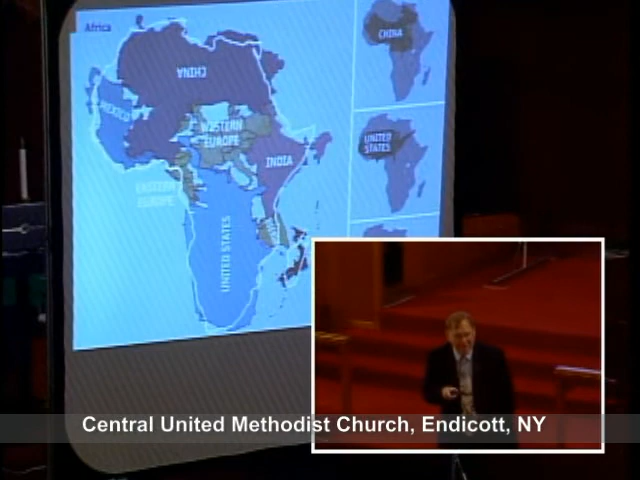 Africa
CHINA
MEXICO
WESTERN
EUROPE
INDIA
EASTERN
EUROPE
UNITED STATES
CHINA
UNITED
STATES
Central United Methodist Church, Endicott, NY